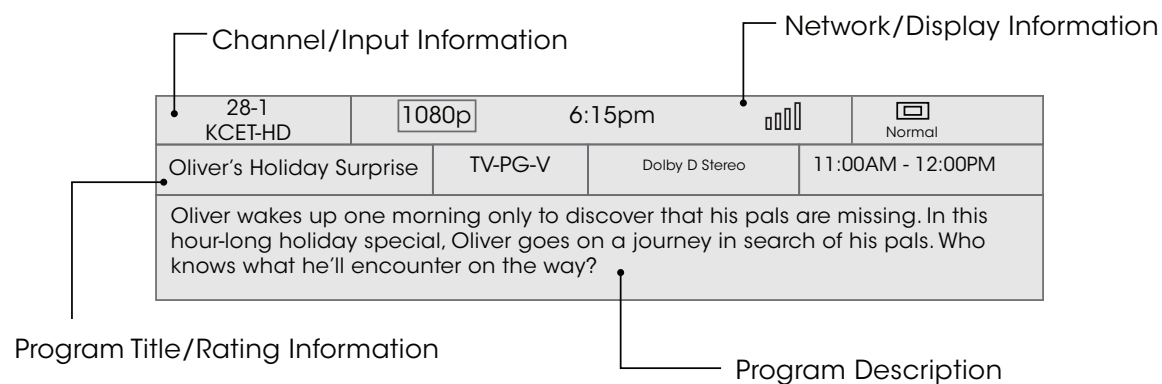 Channel/Input Information
Network/Display Information
28-1
KCET-HD
1080p
6:15pm
Normal
Oliver's Holiday Surprise
TV-PG-V
Dolby D Stereo
11:00AM - 12:00PM
Oliver wakes up one morning only to discover that his pals are missing. In this
hour-long holiday special, Oliver goes on a journey in search of his pals. Who
knows what he'll encounter on the way?
Program Title/Rating Information
Program Description